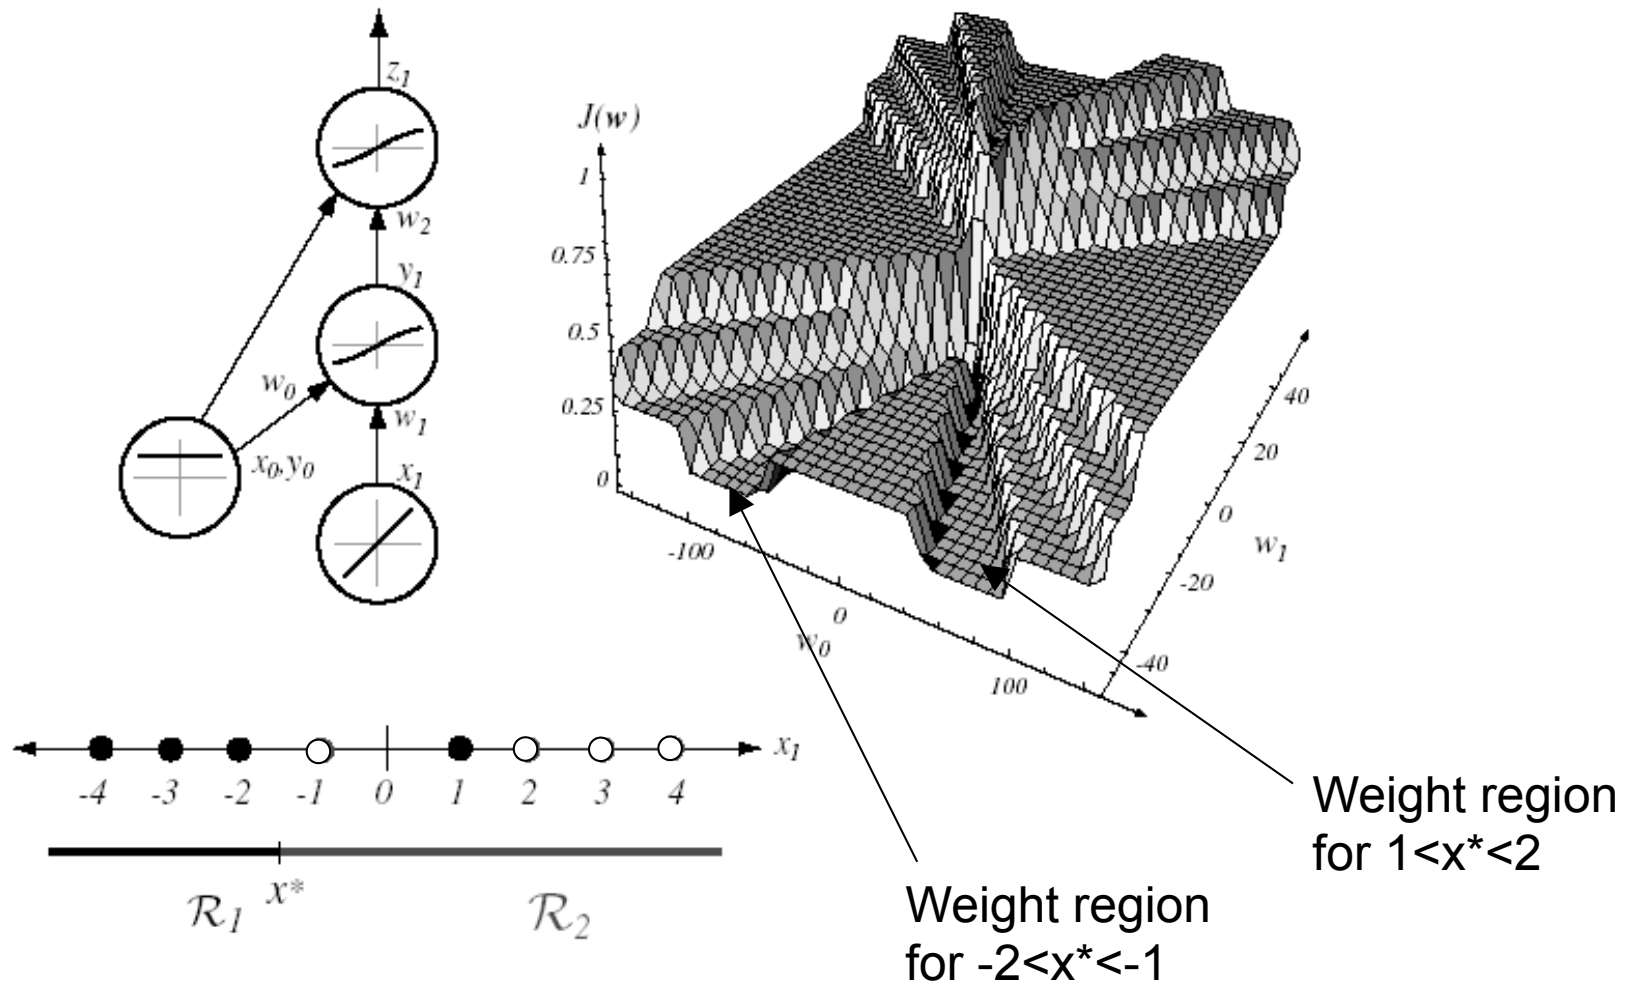 z1
w2
y1
w0
w1
x0,y0
x1
J(w)
1
0.75
0.5
0.25
0
-100
0
100
w0
40
20
0
-20
-40
w1
-4 -3 -2 -1 0 1 2 3 4 x1
R1 x* R2
Weight region
for -2<x*<-1
Weight region
for 1<x*<2